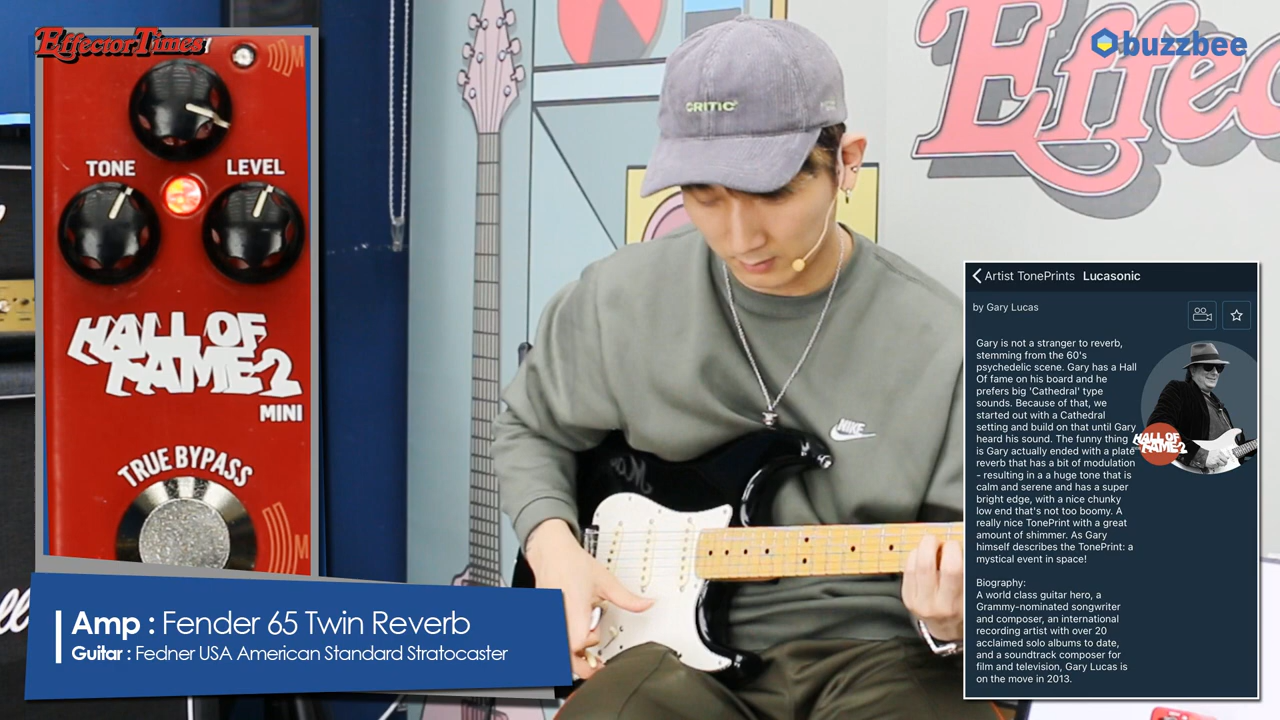 EffectorTimes
M
TONE LEVEL
HALL OF
FAME 2
MINI
TRUE BYPASS
M
Amp : Fender 65 Twin Reverb
Guitar : Fedner USA American Standard Stratocaster
CRITIC
NIKE
buzzbee
Effec
Artist TonePrints Lucasonic
by Gary Lucas
Gary is not a stranger to reverb,
stemming from the 60's
psychedelic scene. Gary has a Hall
Of fame on his board and he
prefers big 'Cathedral' type
sounds. Because of that, we
started out with a Cathedral
setting and build on that until Gary
heard his sound. The funny thing
is Gary actually ended with a plate
reverb that has a bit of modulation
- resulting in a a huge tone that is
calm and serene and has a super
bright edge, with a nice chunky
low end that's not too boomy. A
really nice TonePrint with a great
amount of shimmer. As Gary
himself describes the TonePrint: a
mystical event in space!
HALL OF
FAME 2
Biography:
A world class guitar hero, a
Grammy-nominated songwriter
and composer, an international
recording artist with over 20
acclaimed solo albums to date,
and a soundtrack composer for
film and television, Gary Lucas is
on the move in 2013.